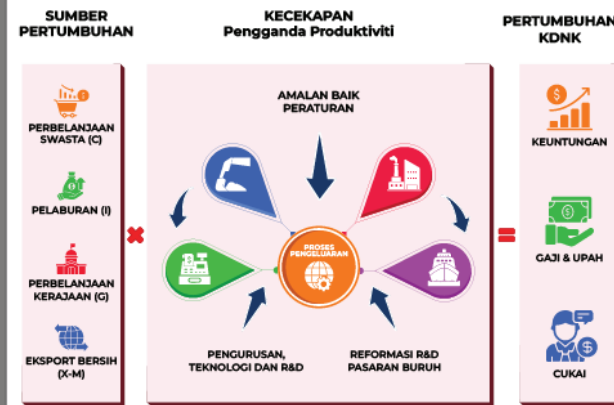 SUMBER
PERTUMBUHAN
PERBELANJAAN
SWASTA (C)
PELABURAN (I)
PERBELANJAAN
KERAJAAN (G)
EKSPORT BERSIH
(X-M)
KECEKAPAN
Pengganda Produktiviti
AMALAN BAIK
PERATURAN
PROSES
PENGELUARAN
PENGURUSAN,
TEKNOLOGI DAN R&D
REFORMASI R&D
PASARAN BURUH
PERTUMBUHAN
KDNK
KEUNTUNGAN
GAJI & UPAH
CUKAI